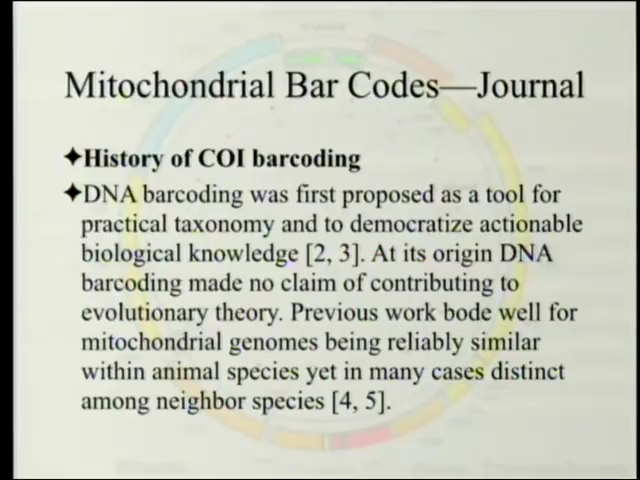 Mitochondrial Bar Codes—Journal
✦History of COI barcoding
✦DNA barcoding was first proposed as a tool for
practical taxonomy and to democratize actionable
biological knowledge [2, 3]. At its origin DNA
barcoding made no claim of contributing to
evolutionary theory. Previous work bode well for
mitochondrial genomes being reliably similar
within animal species yet in many cases distinct
among neighbor species [4, 5].